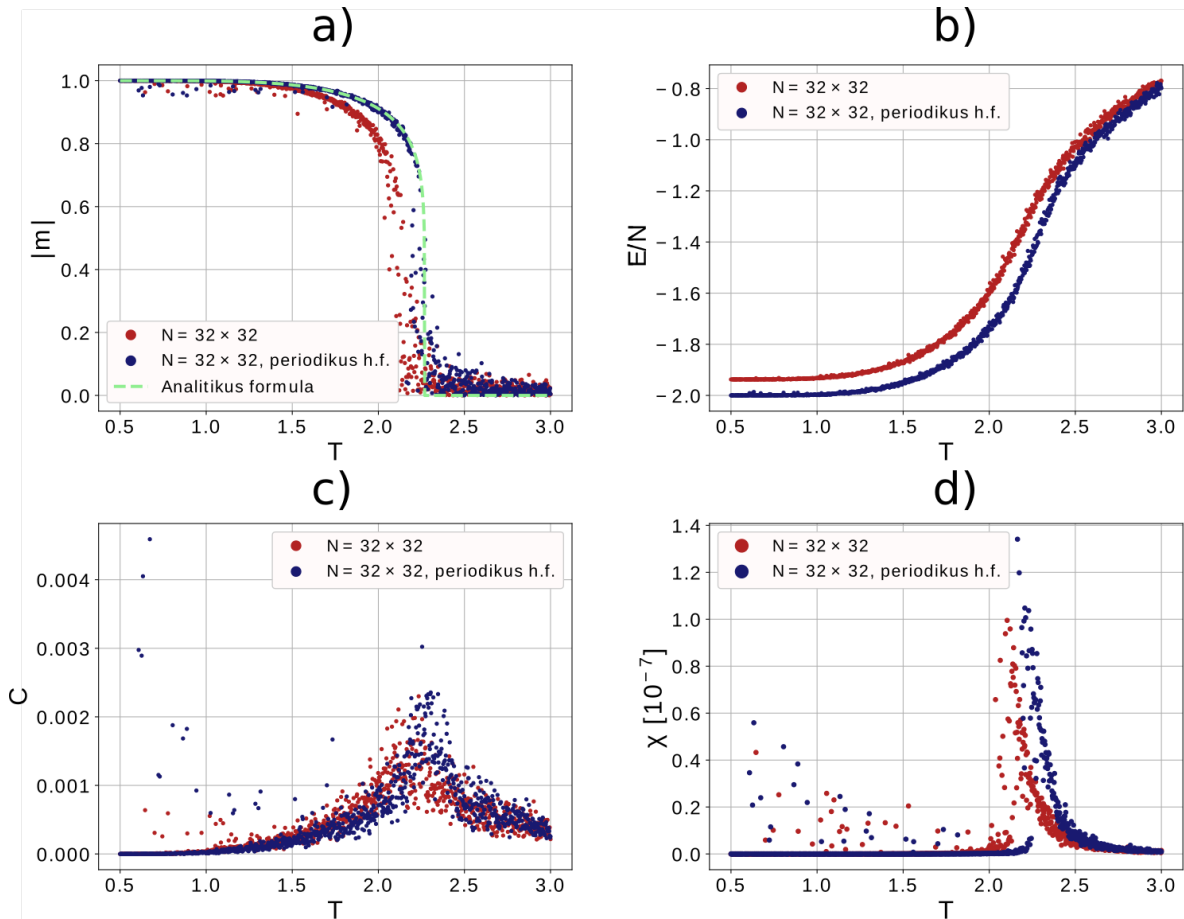 a)
1.0
0.8
0.6
0.4
0.2
0.0
|m|
N = 32 × 32
N = 32 × 32, periodikus h.f.
Analitikus formula
0.5 1.0 1.5 2.0 2.5 3.0
T
b)
− 0.8
− 1.0
− 1.2
− 1.4
− 1.6
− 1.8
− 2.0
E/N
N = 32 × 32
N = 32 × 32, periodikus h.f.
0.5 1.0 1.5 2.0 2.5 3.0
T
c)
0.004
0.003
0.002
0.001
0.000
C
N = 32 × 32
N = 32 × 32, periodikus h.f.
0.5 1.0 1.5 2.0 2.5 3.0
T
d)
1.4
1.2
1.0
0.8
0.6
0.4
0.2
0.0
χ [10⁻⁷]
N = 32 × 32
N = 32 × 32, periodikus h.f.
0.5 1.0 1.5 2.0 2.5 3.0
T